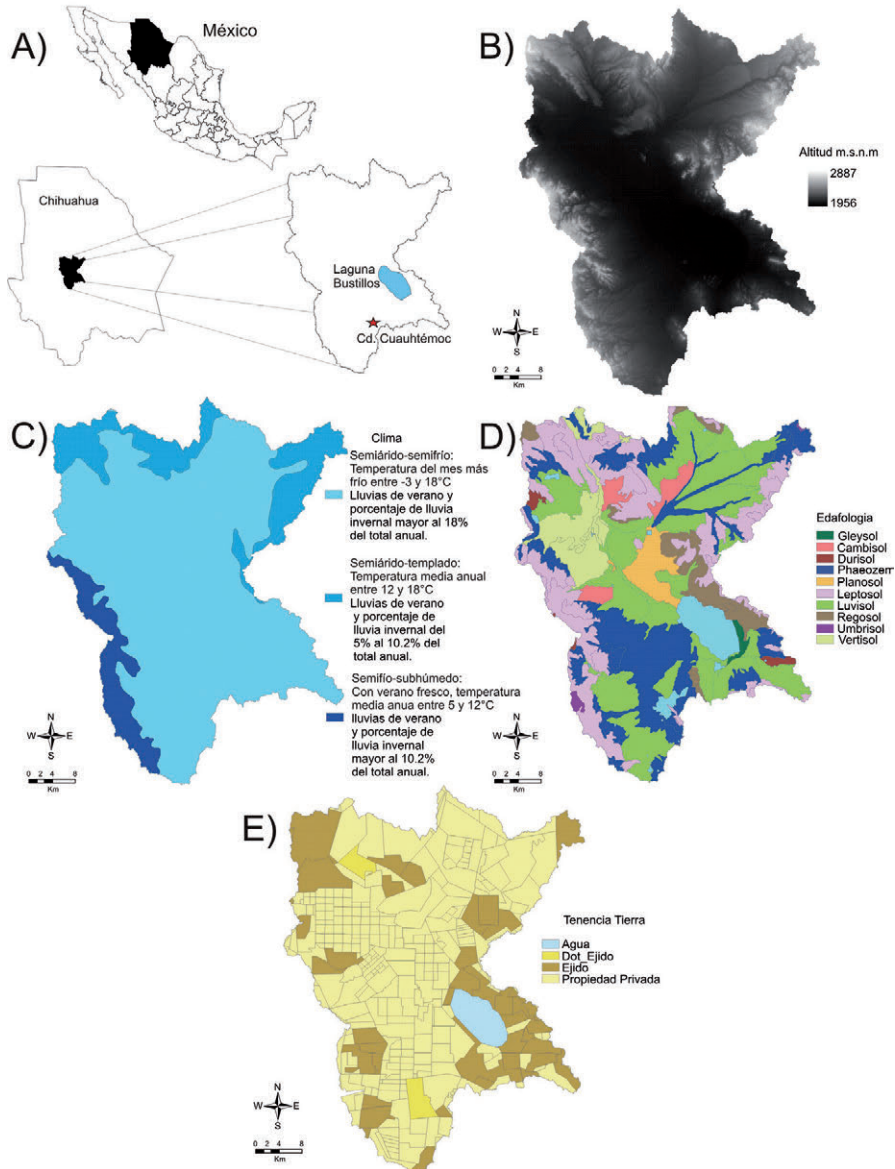 A)
México
Chihuahua
Laguna
Bustillos
Cd. Cuauhtémoc
N
W E
S
0 2 4 8
Km
B)
Altitud m.s.n.m
2887
1956
N
W E
S
0 2 4 8
Km
C)
Clima
Semiárido-semifrío:
Temperatura del mes más
frío entre -3 y 18°C
Lluvias de verano y
porcentaje de lluvia
invernal mayor al 18%
del total anual.
Semiárido-templado:
Temperatura media anual
entre 12 y 18°C
Lluvias de verano
y porcentaje de
lluvia invernal del
5% al 10.2% del
total anual.
Semifío-subhúmedo:
Con verano fresco, temperatura
media anua entre 5 y 12°C
lluvias de verano
y porcentaje de
lluvia invernal
mayor al 10.2%
del total anual.
N
W E
S
0 2 4 8
Km
D)
Edafologia
Gleysol
Cambisol
Durisol
Phaeozem
Planosol
Leptosol
Luvisol
Regosol
Umbrisol
Vertisol
N
W E
S
0 2 4 8
Km
E)
Tenencia Tierra
Agua
Dot_Ejido
Ejido
Propiedad Privada
N
W E
S
0 2 4 8
Km